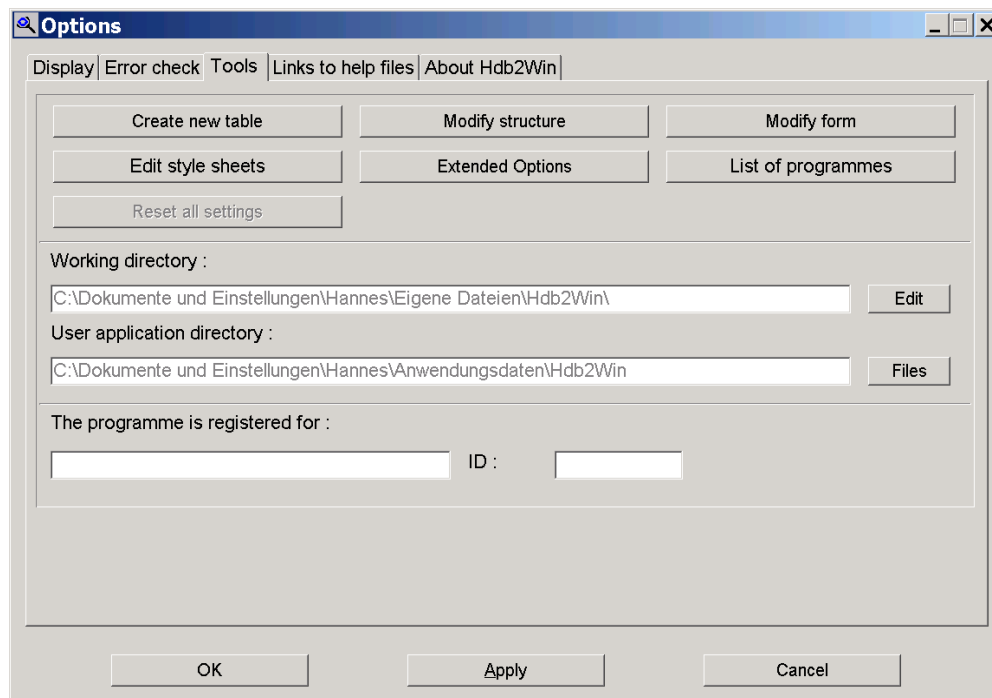 Options
Display Error check Tools Links to help files About Hdb2Win
Create new table Modify structure Modify form
Edit style sheets Extended Options List of programmes
Reset all settings
Working directory :
C:\Dokumente und Einstellungen\Hannes\Eigene Dateien\Hdb2Win\ Edit
User application directory :
C:\Dokumente und Einstellungen\Hannes\Anwendungsdaten\Hdb2Win Files
The programme is registered for :
ID :
OK Apply Cancel